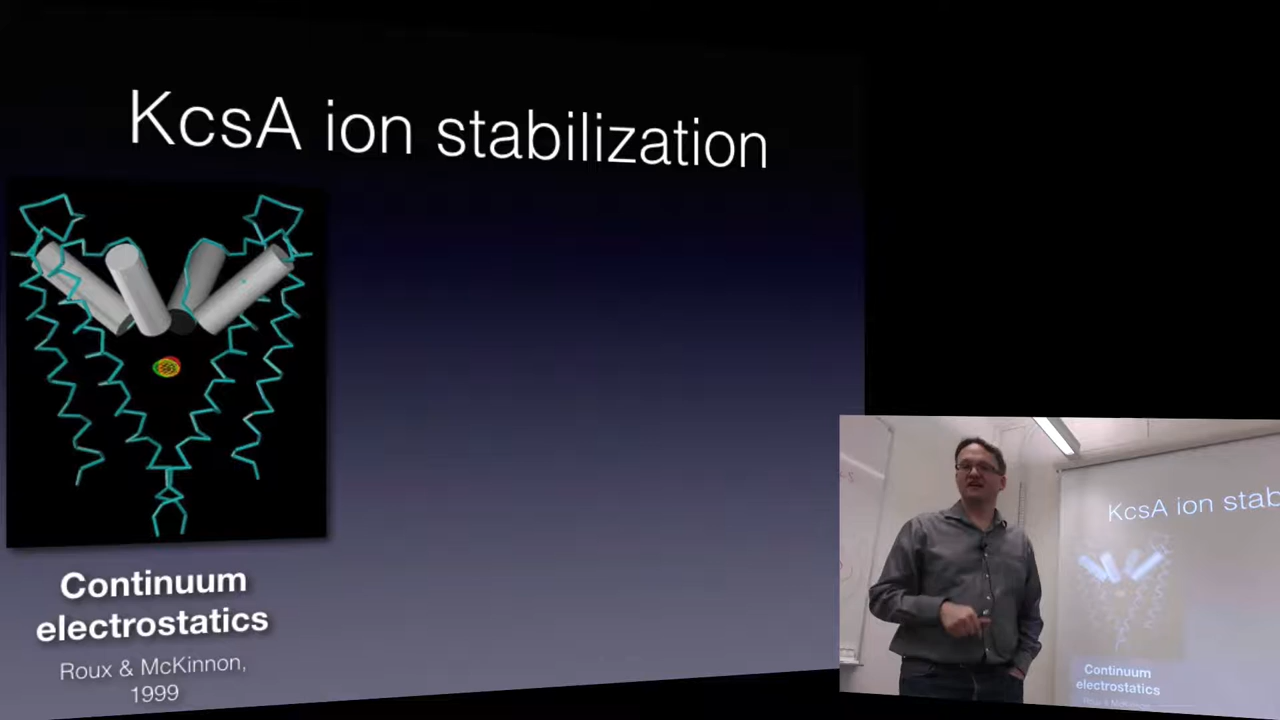 KcsA ion stabilization
Continuum
electrostatics
Roux & McKinnon,
1999
KcsA ion stab
Continuum
electrostatics